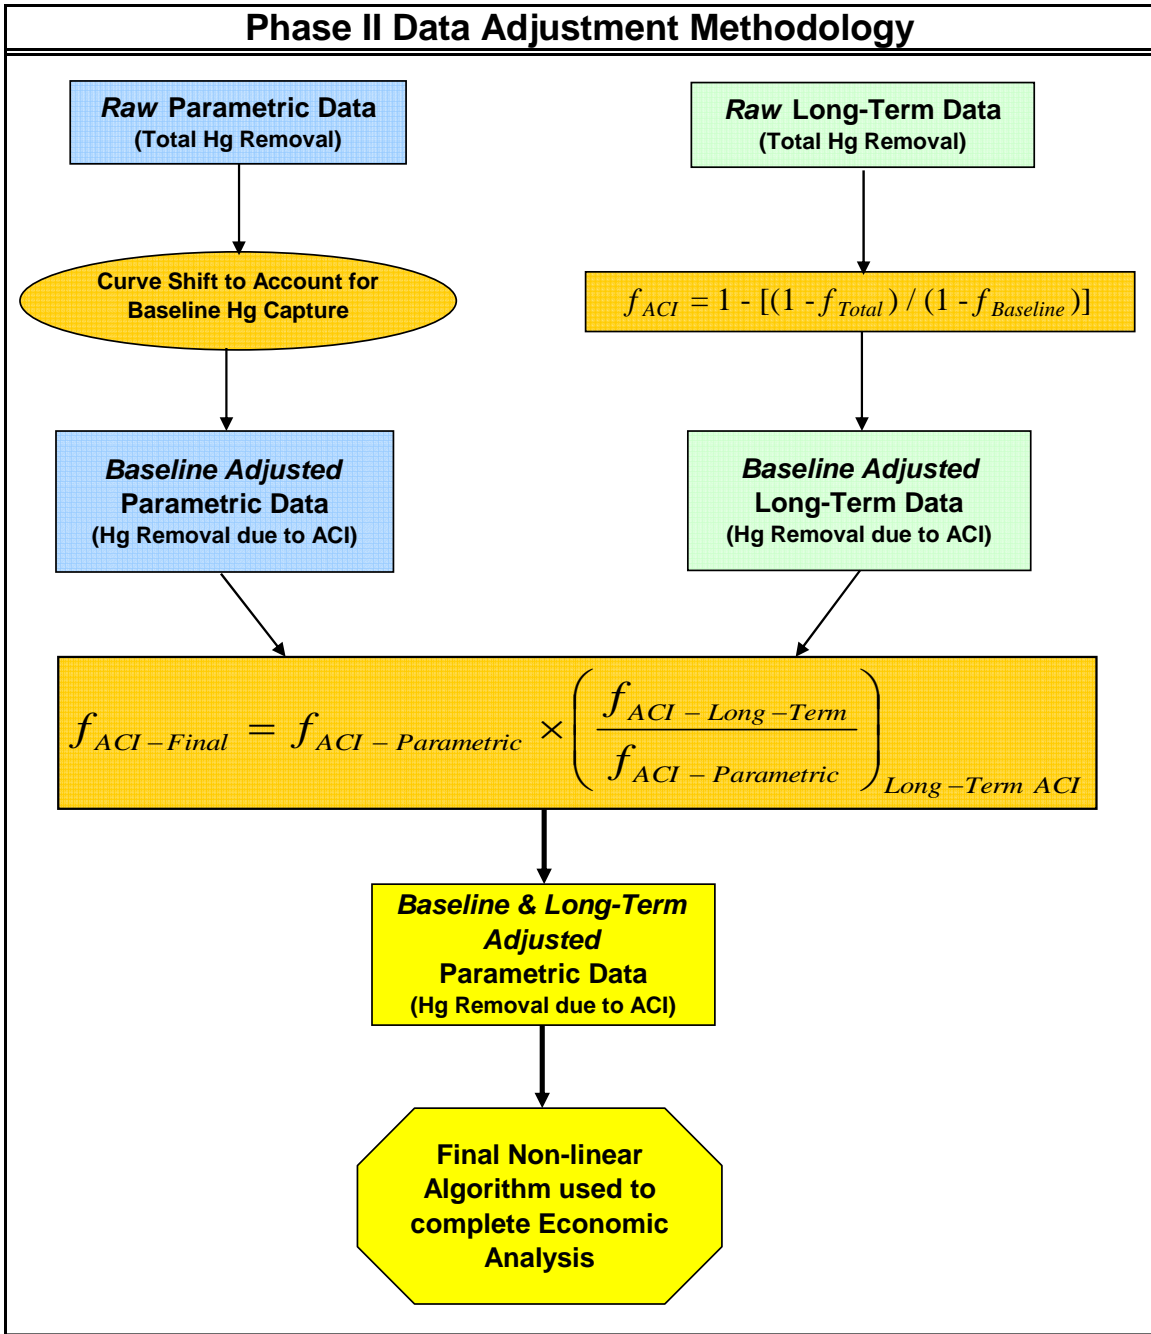 Phase II Data Adjustment Methodology
Raw Parametric Data
(Total Hg Removal)
Raw Long-Term Data
(Total Hg Removal)
Curve Shift to Account for
Baseline Hg Capture
f ACI = 1 - [(1 - f Total ) / (1 - f Baseline )]
Baseline Adjusted
Parametric Data
(Hg Removal due to ACI)
Baseline Adjusted
Long-Term Data
(Hg Removal due to ACI)
f ACI – Final = f ACI – Parametric × ( f ACI – Long – Term / f ACI – Parametric ) Long – Term ACI
Baseline & Long-Term
Adjusted
Parametric Data
(Hg Removal due to ACI)
Final Non-linear
Algorithm used to
complete Economic
Analysis